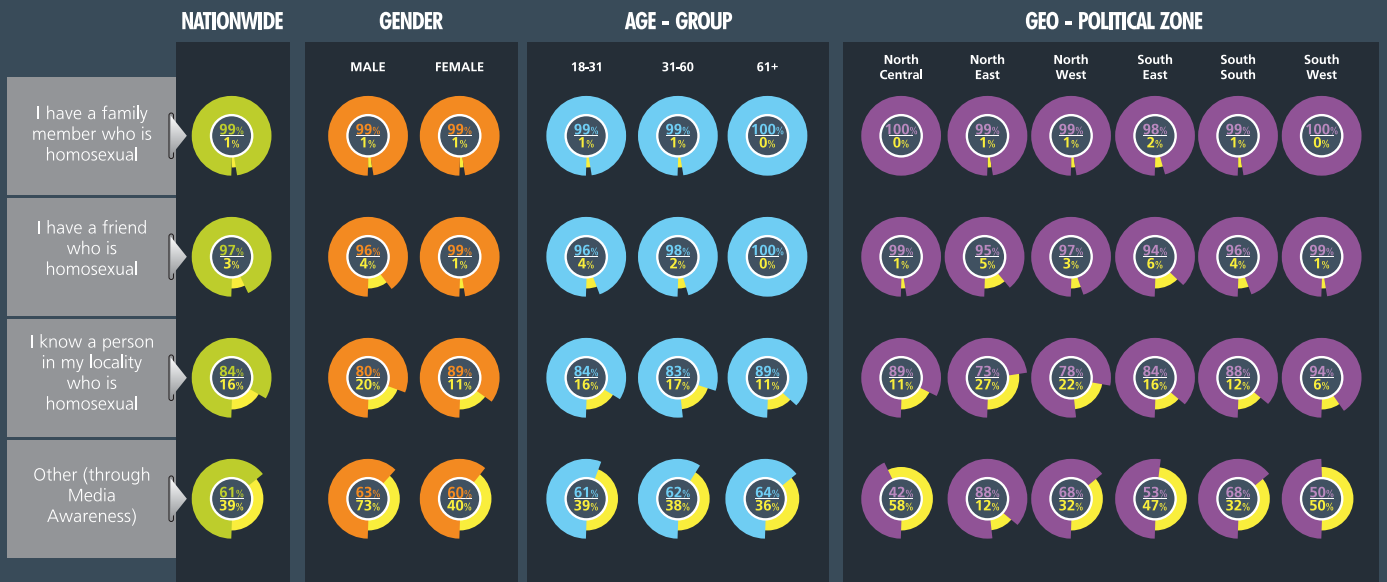 NATIONWIDE GENDER AGE - GROUP GEO - POLITICAL ZONE
MALE FEMALE 18-31 31-60 61+
North Central
North East
North West
South East
South South
South West
I have a family
member who is
homosexual
99% 99% 99% 99% 99% 100% 100% 99% 99% 98% 99% 100%
1% 1% 1% 1% 1% 0% 0% 1% 1% 2% 1% 0%
I have a friend
who is
homosexual
97% 96% 99% 96% 98% 100% 99% 95% 97% 94% 96% 99%
3% 4% 1% 4% 2% 0% 1% 5% 3% 6% 4% 1%
I know a person
in my locality
who is
homosexual
84% 80% 89% 84% 83% 89% 89% 73% 78% 84% 88% 94%
16% 20% 11% 16% 17% 11% 11% 27% 22% 16% 12% 6%
Other (through
Media
Awareness)
61% 63% 60% 61% 62% 64% 42% 88% 68% 53% 68% 50%
39% 73% 40% 39% 38% 36% 58% 12% 32% 47% 32% 50%